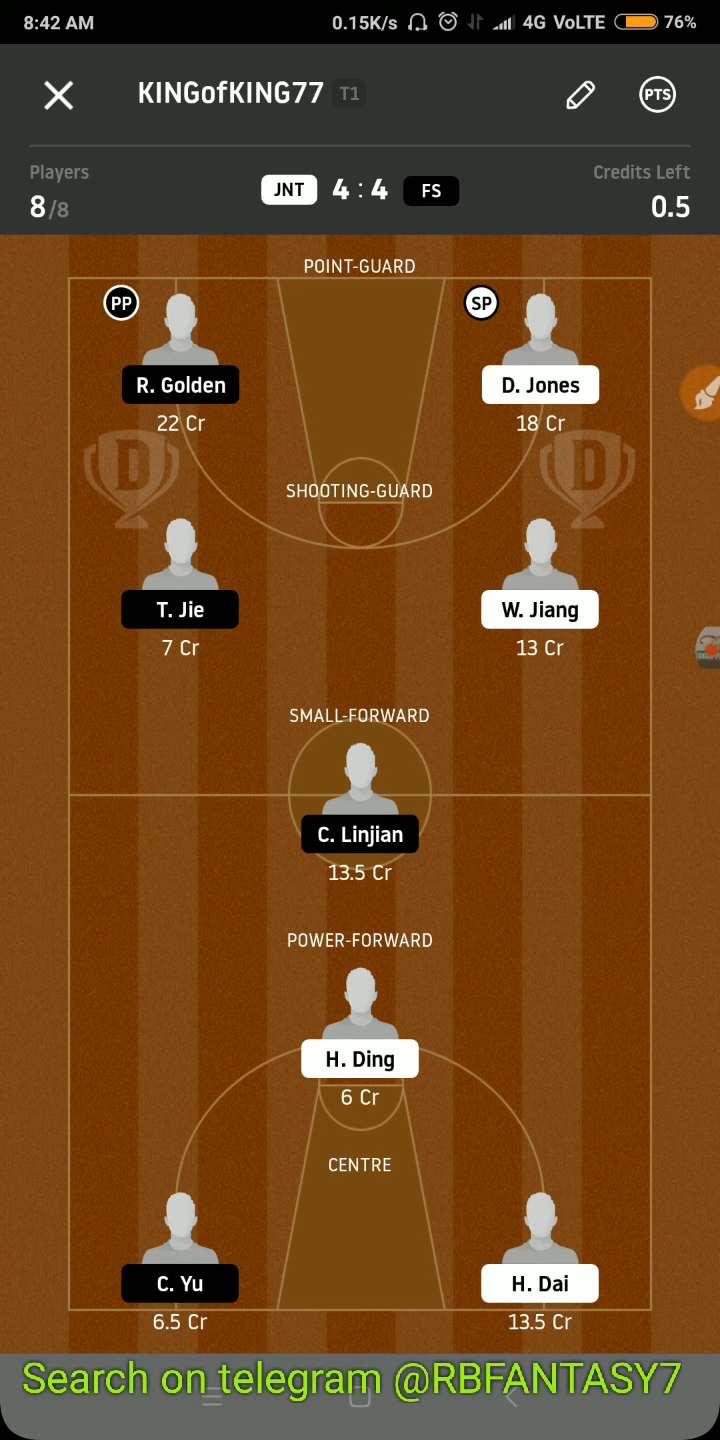 8:42 AM 0.15K/s 4G VoLTE 76%
KINGofKING77 T1 PTS
Players Credits Left
8/8 JNT 4 : 4 FS 0.5
POINT-GUARD
PP SP
R. Golden D. Jones
22 Cr 18 Cr
D D
SHOOTING-GUARD
T. Jie W. Jiang
7 Cr 13 Cr
SMALL-FORWARD
C. Linjian
13.5 Cr
POWER-FORWARD
H. Ding
6 Cr
CENTRE
C. Yu H. Dai
6.5 Cr 13.5 Cr
Search on telegram @RBFANTASY7